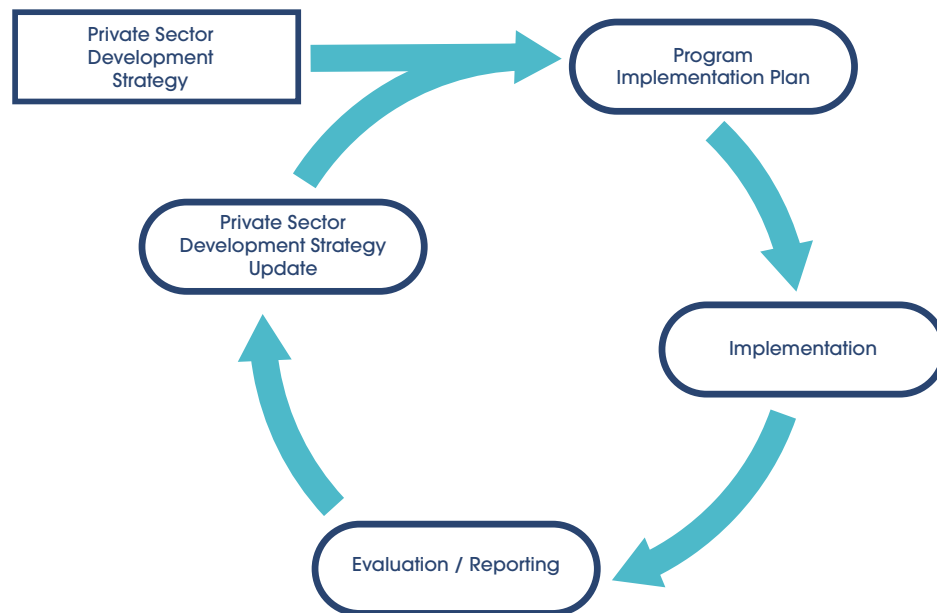 Private Sector
Development
Strategy
Program
Implementation Plan
Private Sector
Development Strategy
Update
Implementation
Evaluation / Reporting